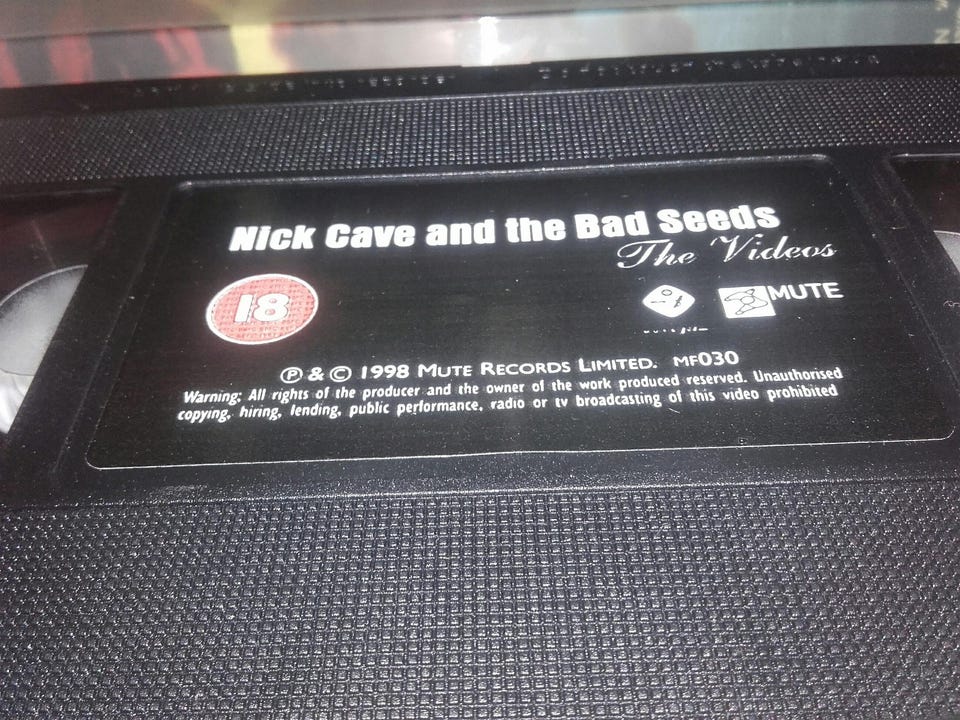 Nick Cave and the Bad Seeds
The Videos
18
MUTE
℗ & © 1998 MUTE RECORDS LIMITED. MF030
Warning: All rights of the producer and the owner of the work produced reserved. Unauthorised
copying, hiring, lending, public performance, radio or tv broadcasting of this video prohibited